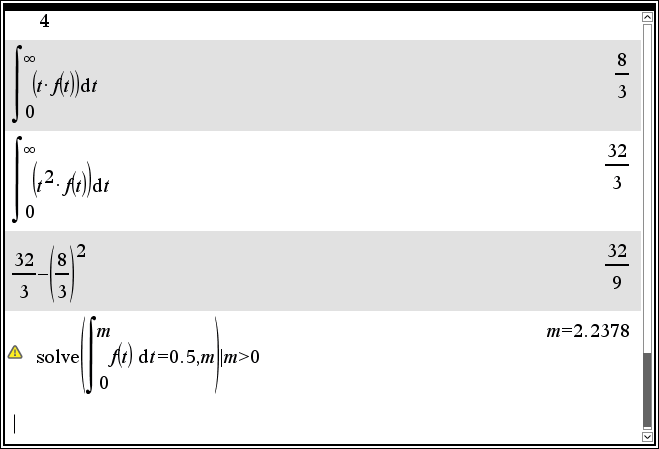 4
∫₀^∞ (t·f(t))dt 8/3
∫₀^∞ (t²·f(t))dt 32/3
32/3−(8/3)² 32/9
solve(∫₀^m f(t) dt=0.5,m)|m>0 m=2.2378